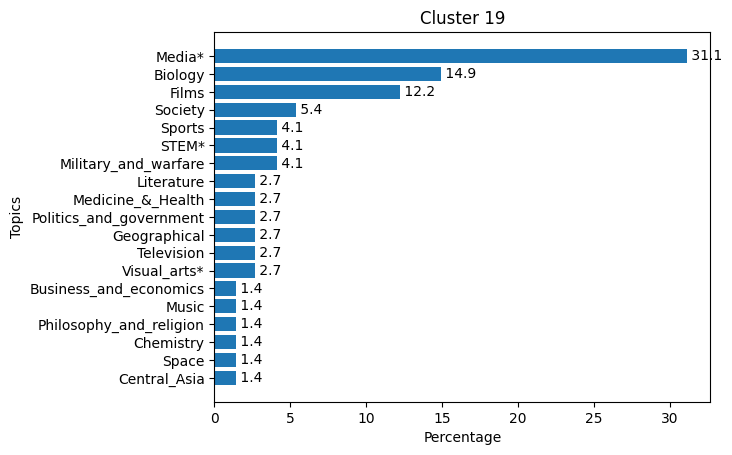 Cluster 19
Topics
Media* 31.1
Biology 14.9
Films 12.2
Society 5.4
Sports 4.1
STEM* 4.1
Military_and_warfare 4.1
Literature 2.7
Medicine_&_Health 2.7
Politics_and_government 2.7
Geographical 2.7
Television 2.7
Visual_arts* 2.7
Business_and_economics 1.4
Music 1.4
Philosophy_and_religion 1.4
Chemistry 1.4
Space 1.4
Central_Asia 1.4
0 5 10 15 20 25 30
Percentage